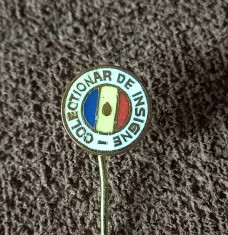 COLECTIONAR DE INSIGNE -